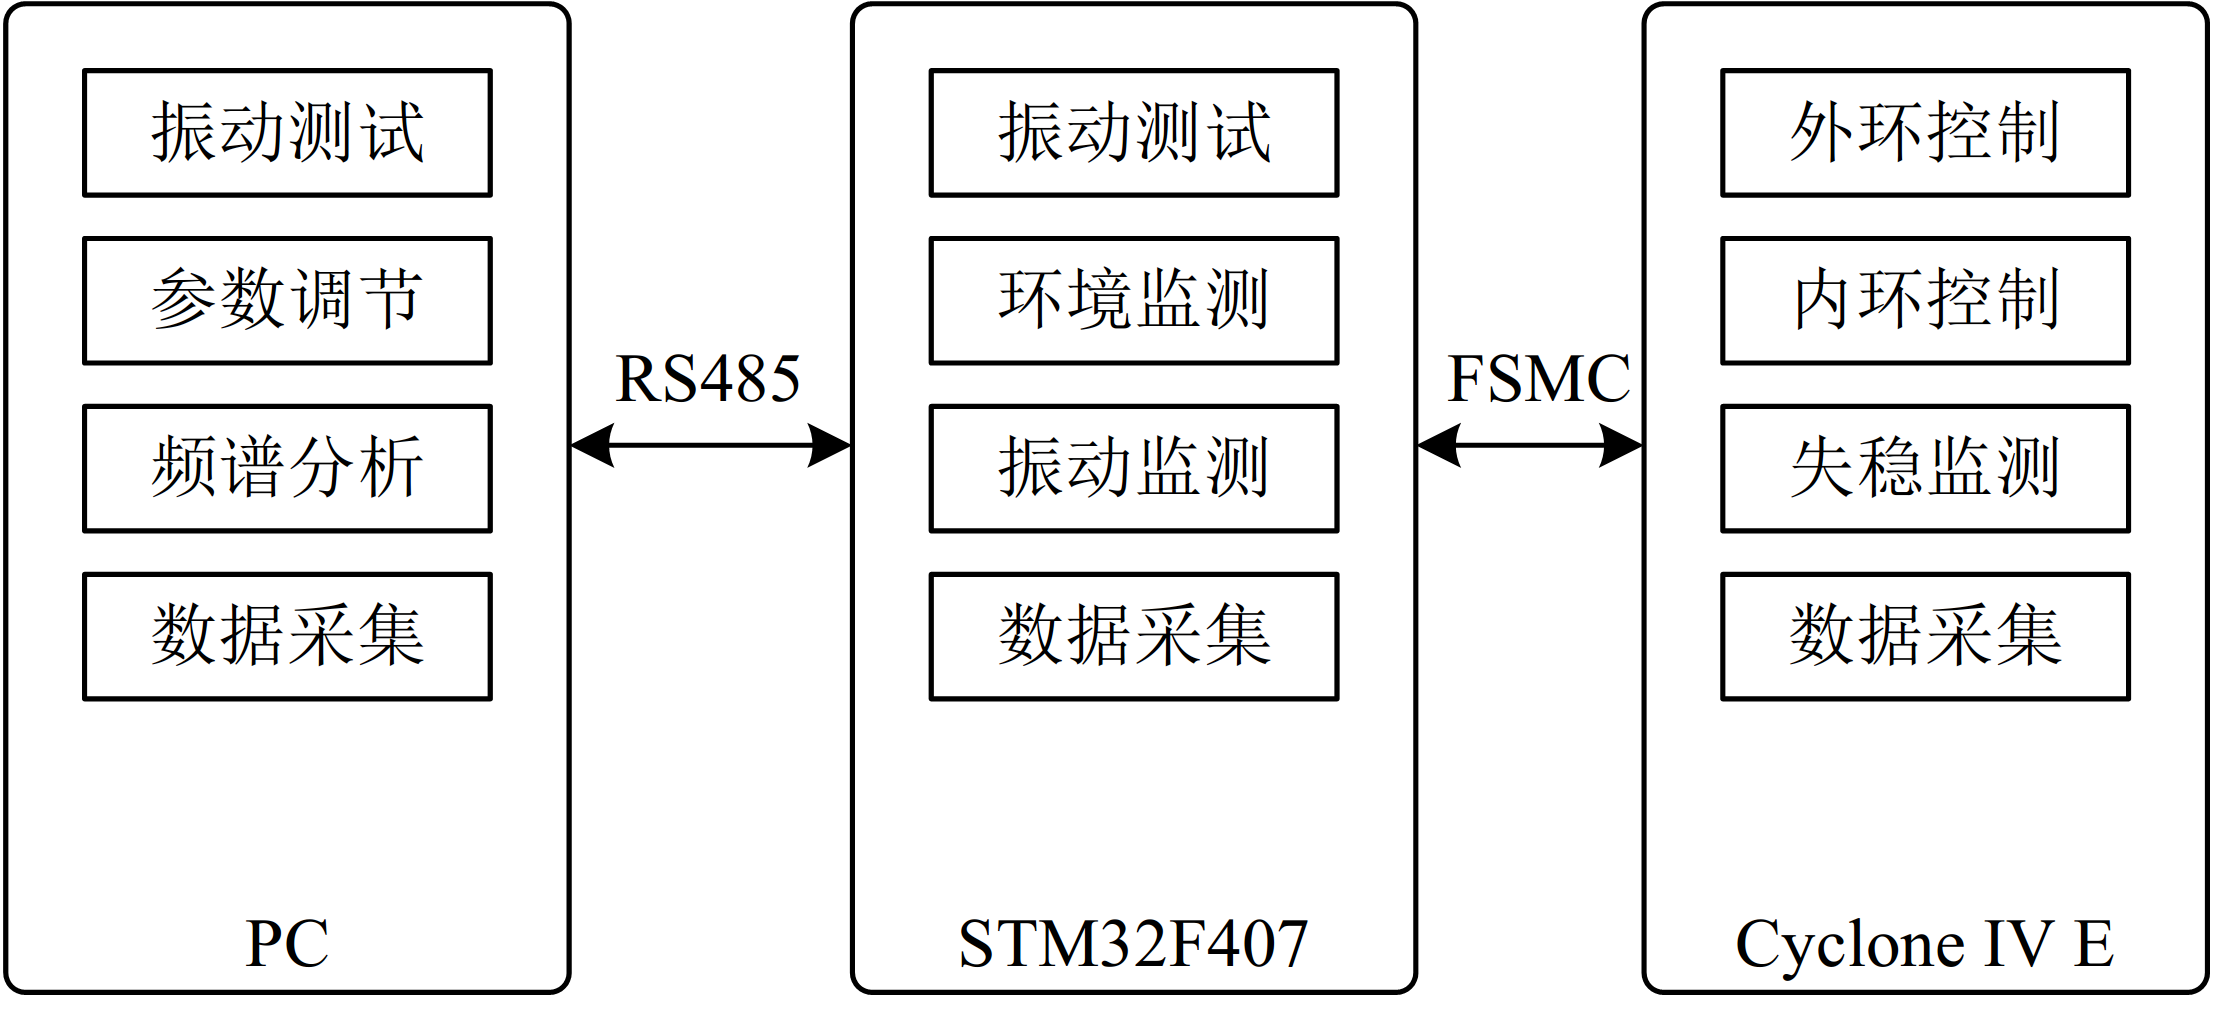 振动测试
参数调节
频谱分析
数据采集
PC
RS485
振动测试
环境监测
振动监测
数据采集
STM32F407
FSMC
外环控制
内环控制
失稳监测
数据采集
Cyclone IV E